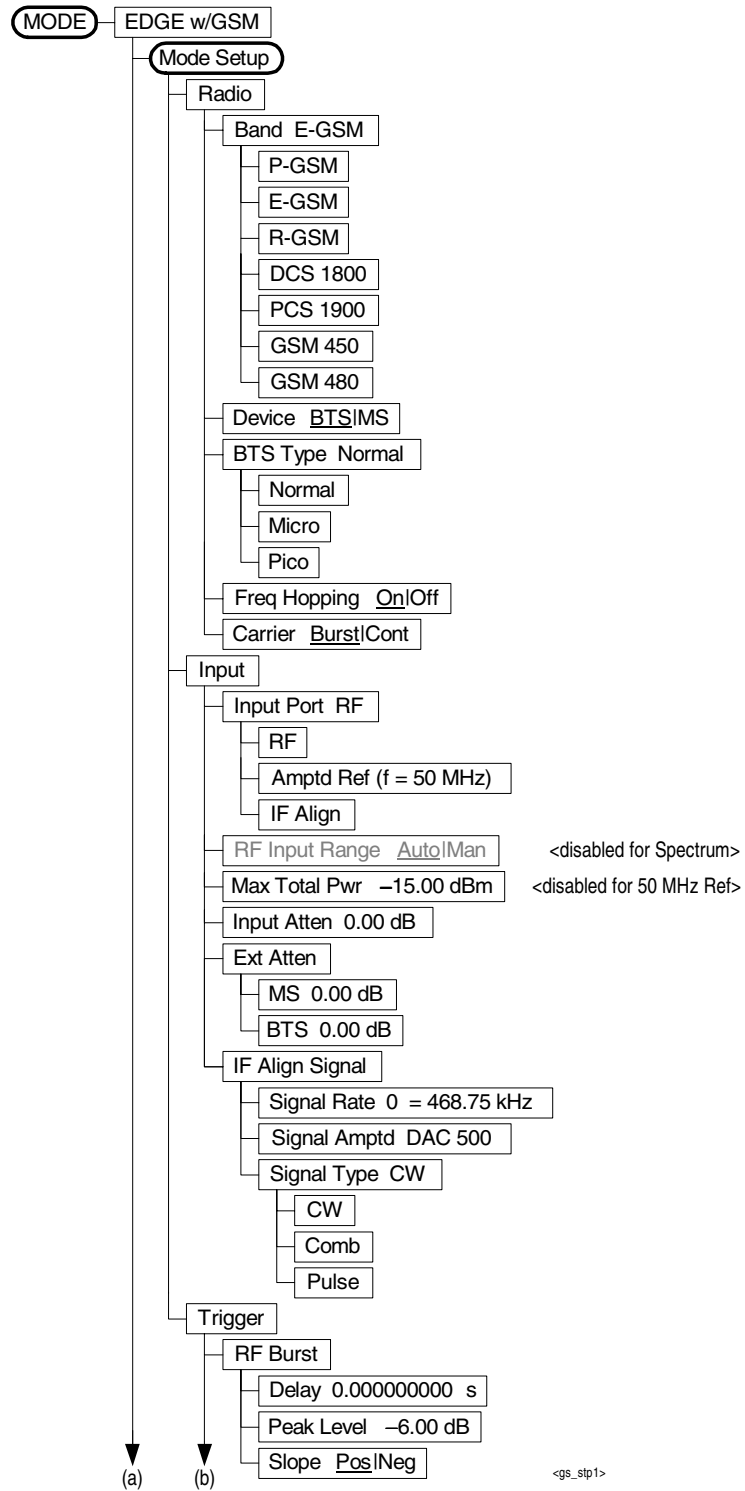 MODE EDGE w/GSM
Mode Setup
Radio
Band E-GSM
P-GSM
E-GSM
R-GSM
DCS 1800
PCS 1900
GSM 450
GSM 480
Device BTS|MS
BTS Type Normal
Normal
Micro
Pico
Freq Hopping On|Off
Carrier Burst|Cont
Input
Input Port RF
RF
Amptd Ref (f = 50 MHz)
IF Align
RF Input Range Auto|Man <disabled for Spectrum>
Max Total Pwr –15.00 dBm <disabled for 50 MHz Ref>
Input Atten 0.00 dB
Ext Atten
MS 0.00 dB
BTS 0.00 dB
IF Align Signal
Signal Rate 0 = 468.75 kHz
Signal Amptd DAC 500
Signal Type CW
CW
Comb
Pulse
Trigger
RF Burst
Delay 0.000000000 s
Peak Level –6.00 dB
Slope Pos|Neg
(a) (b) <gs_stp1>